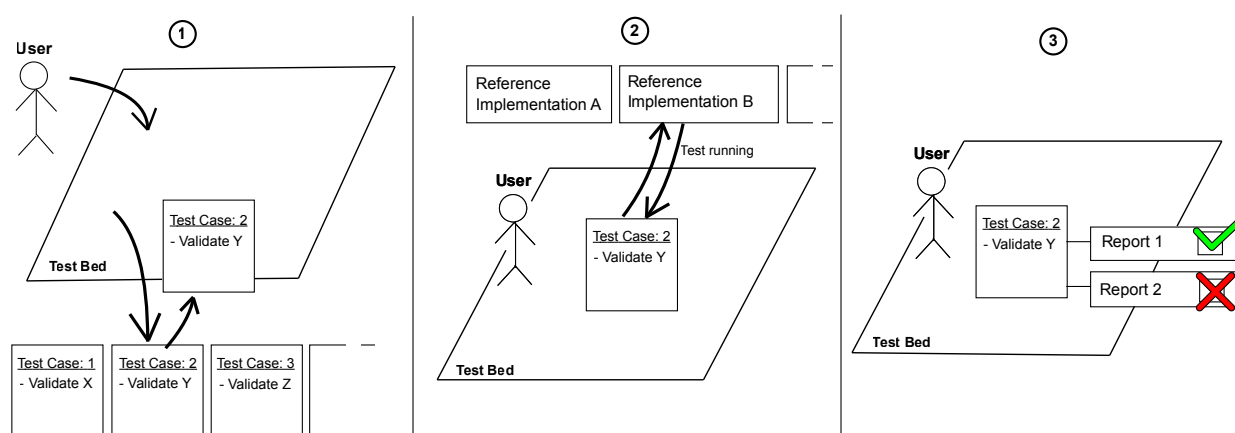 1
User
Test Case: 2
- Validate Y
Test Bed
Test Case: 1
- Validate X
Test Case: 2
- Validate Y
Test Case: 3
- Validate Z
2
Reference
Implementation A
Reference
Implementation B
Test running
User
Test Case: 2
- Validate Y
Test Bed
3
User
Test Case: 2
- Validate Y
Report 1
Report 2
Test Bed